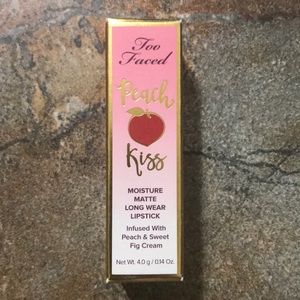 Too
Faced
Peach
Kiss
MOISTURE
MATTE
LONG WEAR
LIPSTICK
Infused With
Peach & Sweet
Fig Cream
Net Wt. 4.0 g / 0.14 Oz.